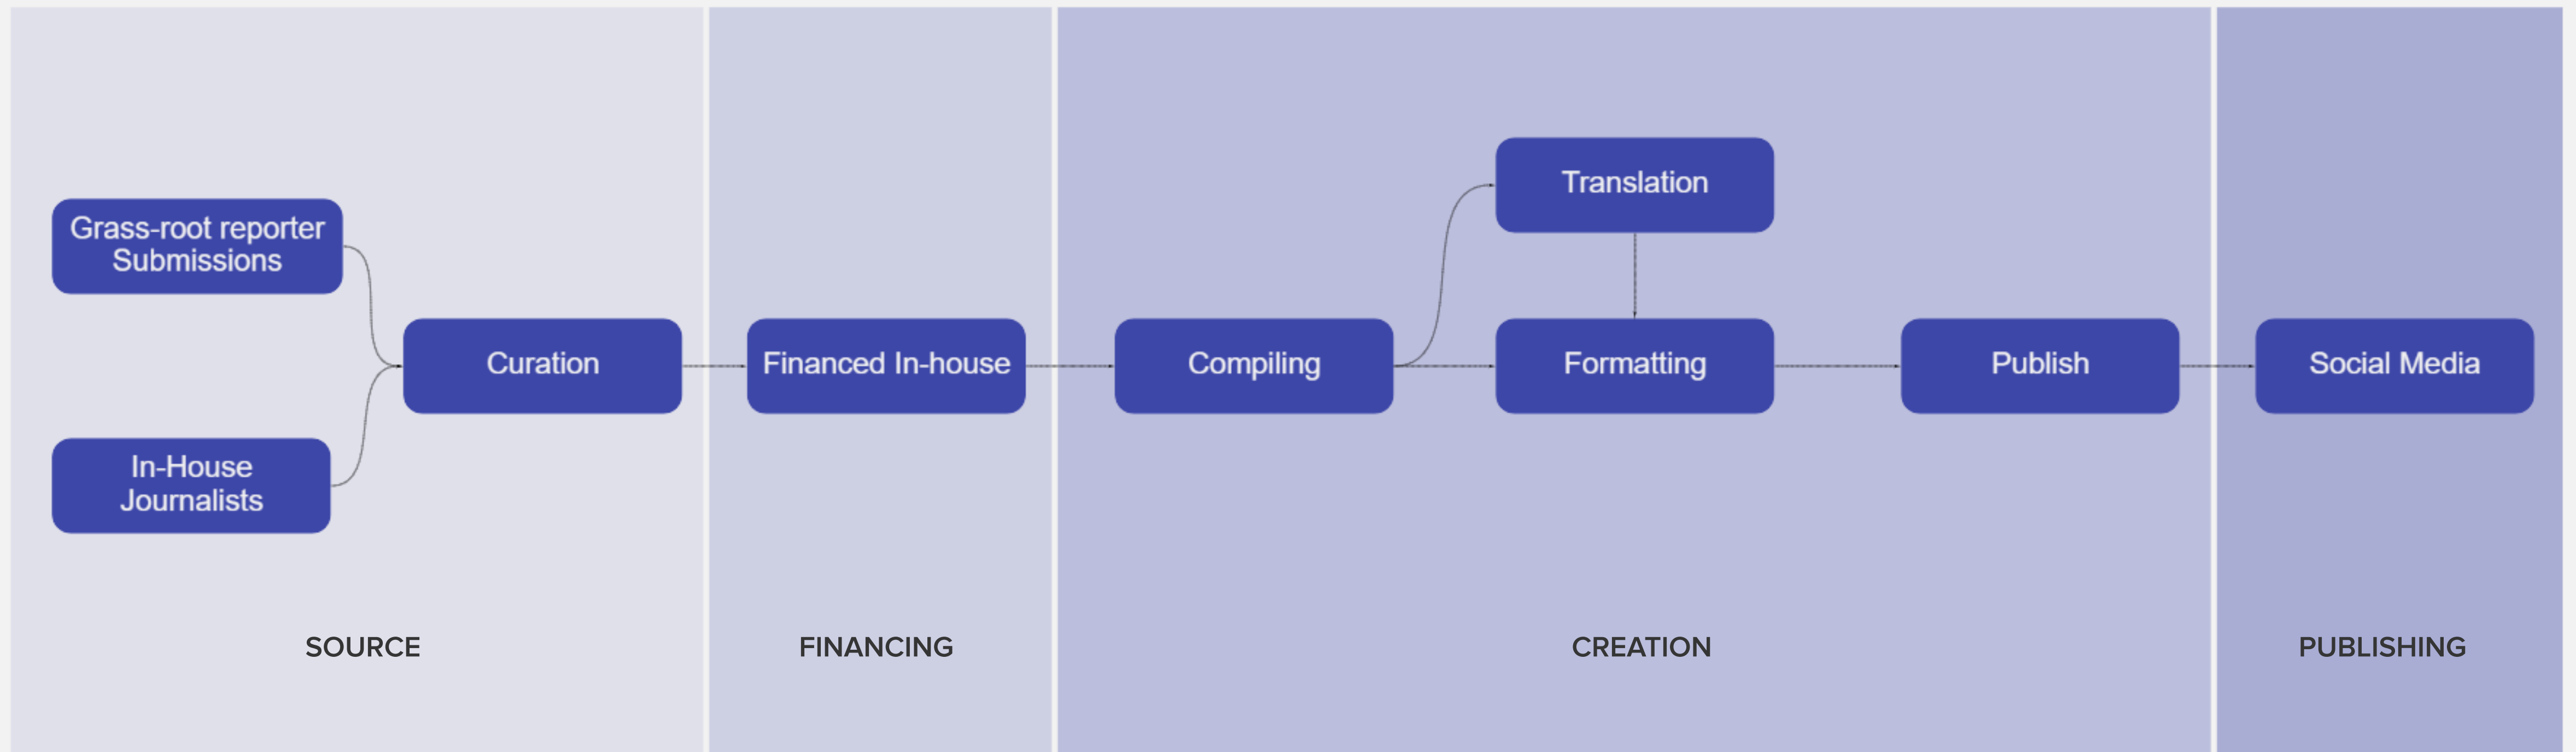 Grass-root reporter
Submissions
In-House
Journalists
Curation
SOURCE
Financed In-house
FINANCING
Compiling
Translation
Formatting
Publish
CREATION
Social Media
PUBLISHING